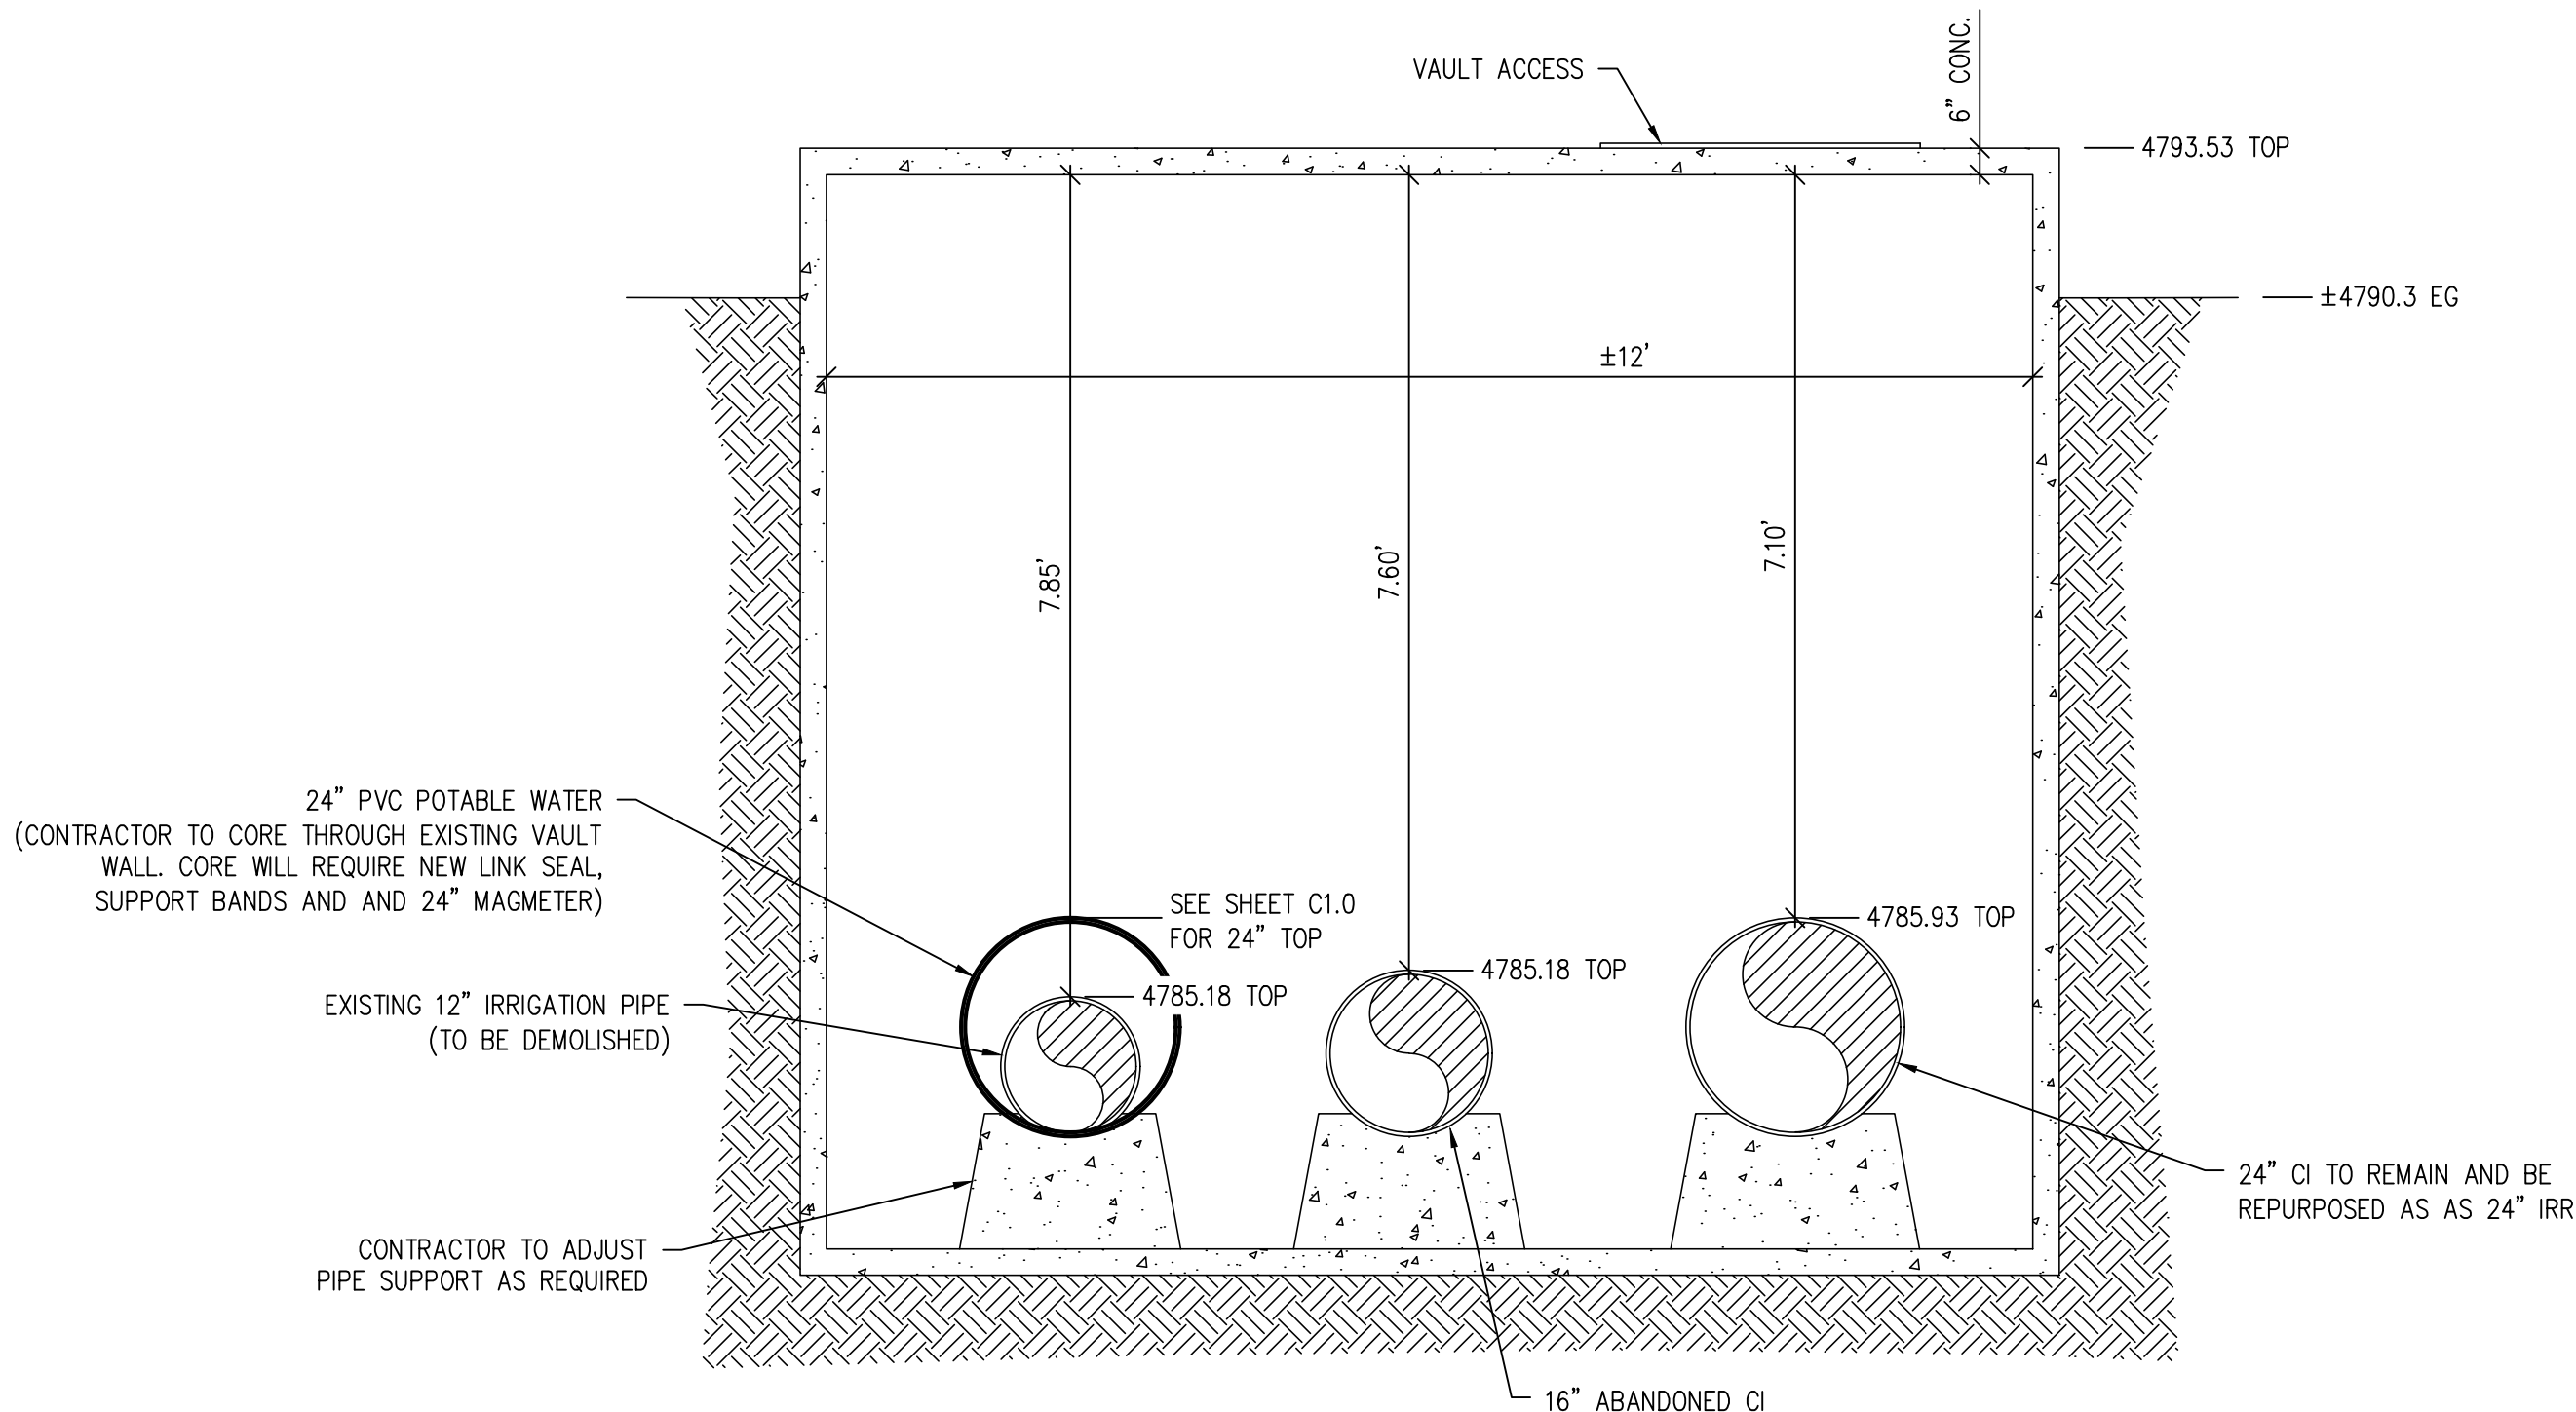 VAULT ACCESS
6" CONC.
4793.53 TOP
±4790.3 EG
±12'
7.85'
7.60'
7.10'
24" PVC POTABLE WATER
(CONTRACTOR TO CORE THROUGH EXISTING VAULT
WALL. CORE WILL REQUIRE NEW LINK SEAL,
SUPPORT BANDS AND AND 24" MAGMETER)
SEE SHEET C1.0
FOR 24" TOP
4785.93 TOP
4785.18 TOP
4785.18 TOP
EXISTING 12" IRRIGATION PIPE
(TO BE DEMOLISHED)
24" CI TO REMAIN AND BE
REPURPOSED AS AS 24" IRR
CONTRACTOR TO ADJUST
PIPE SUPPORT AS REQUIRED
16" ABANDONED CI